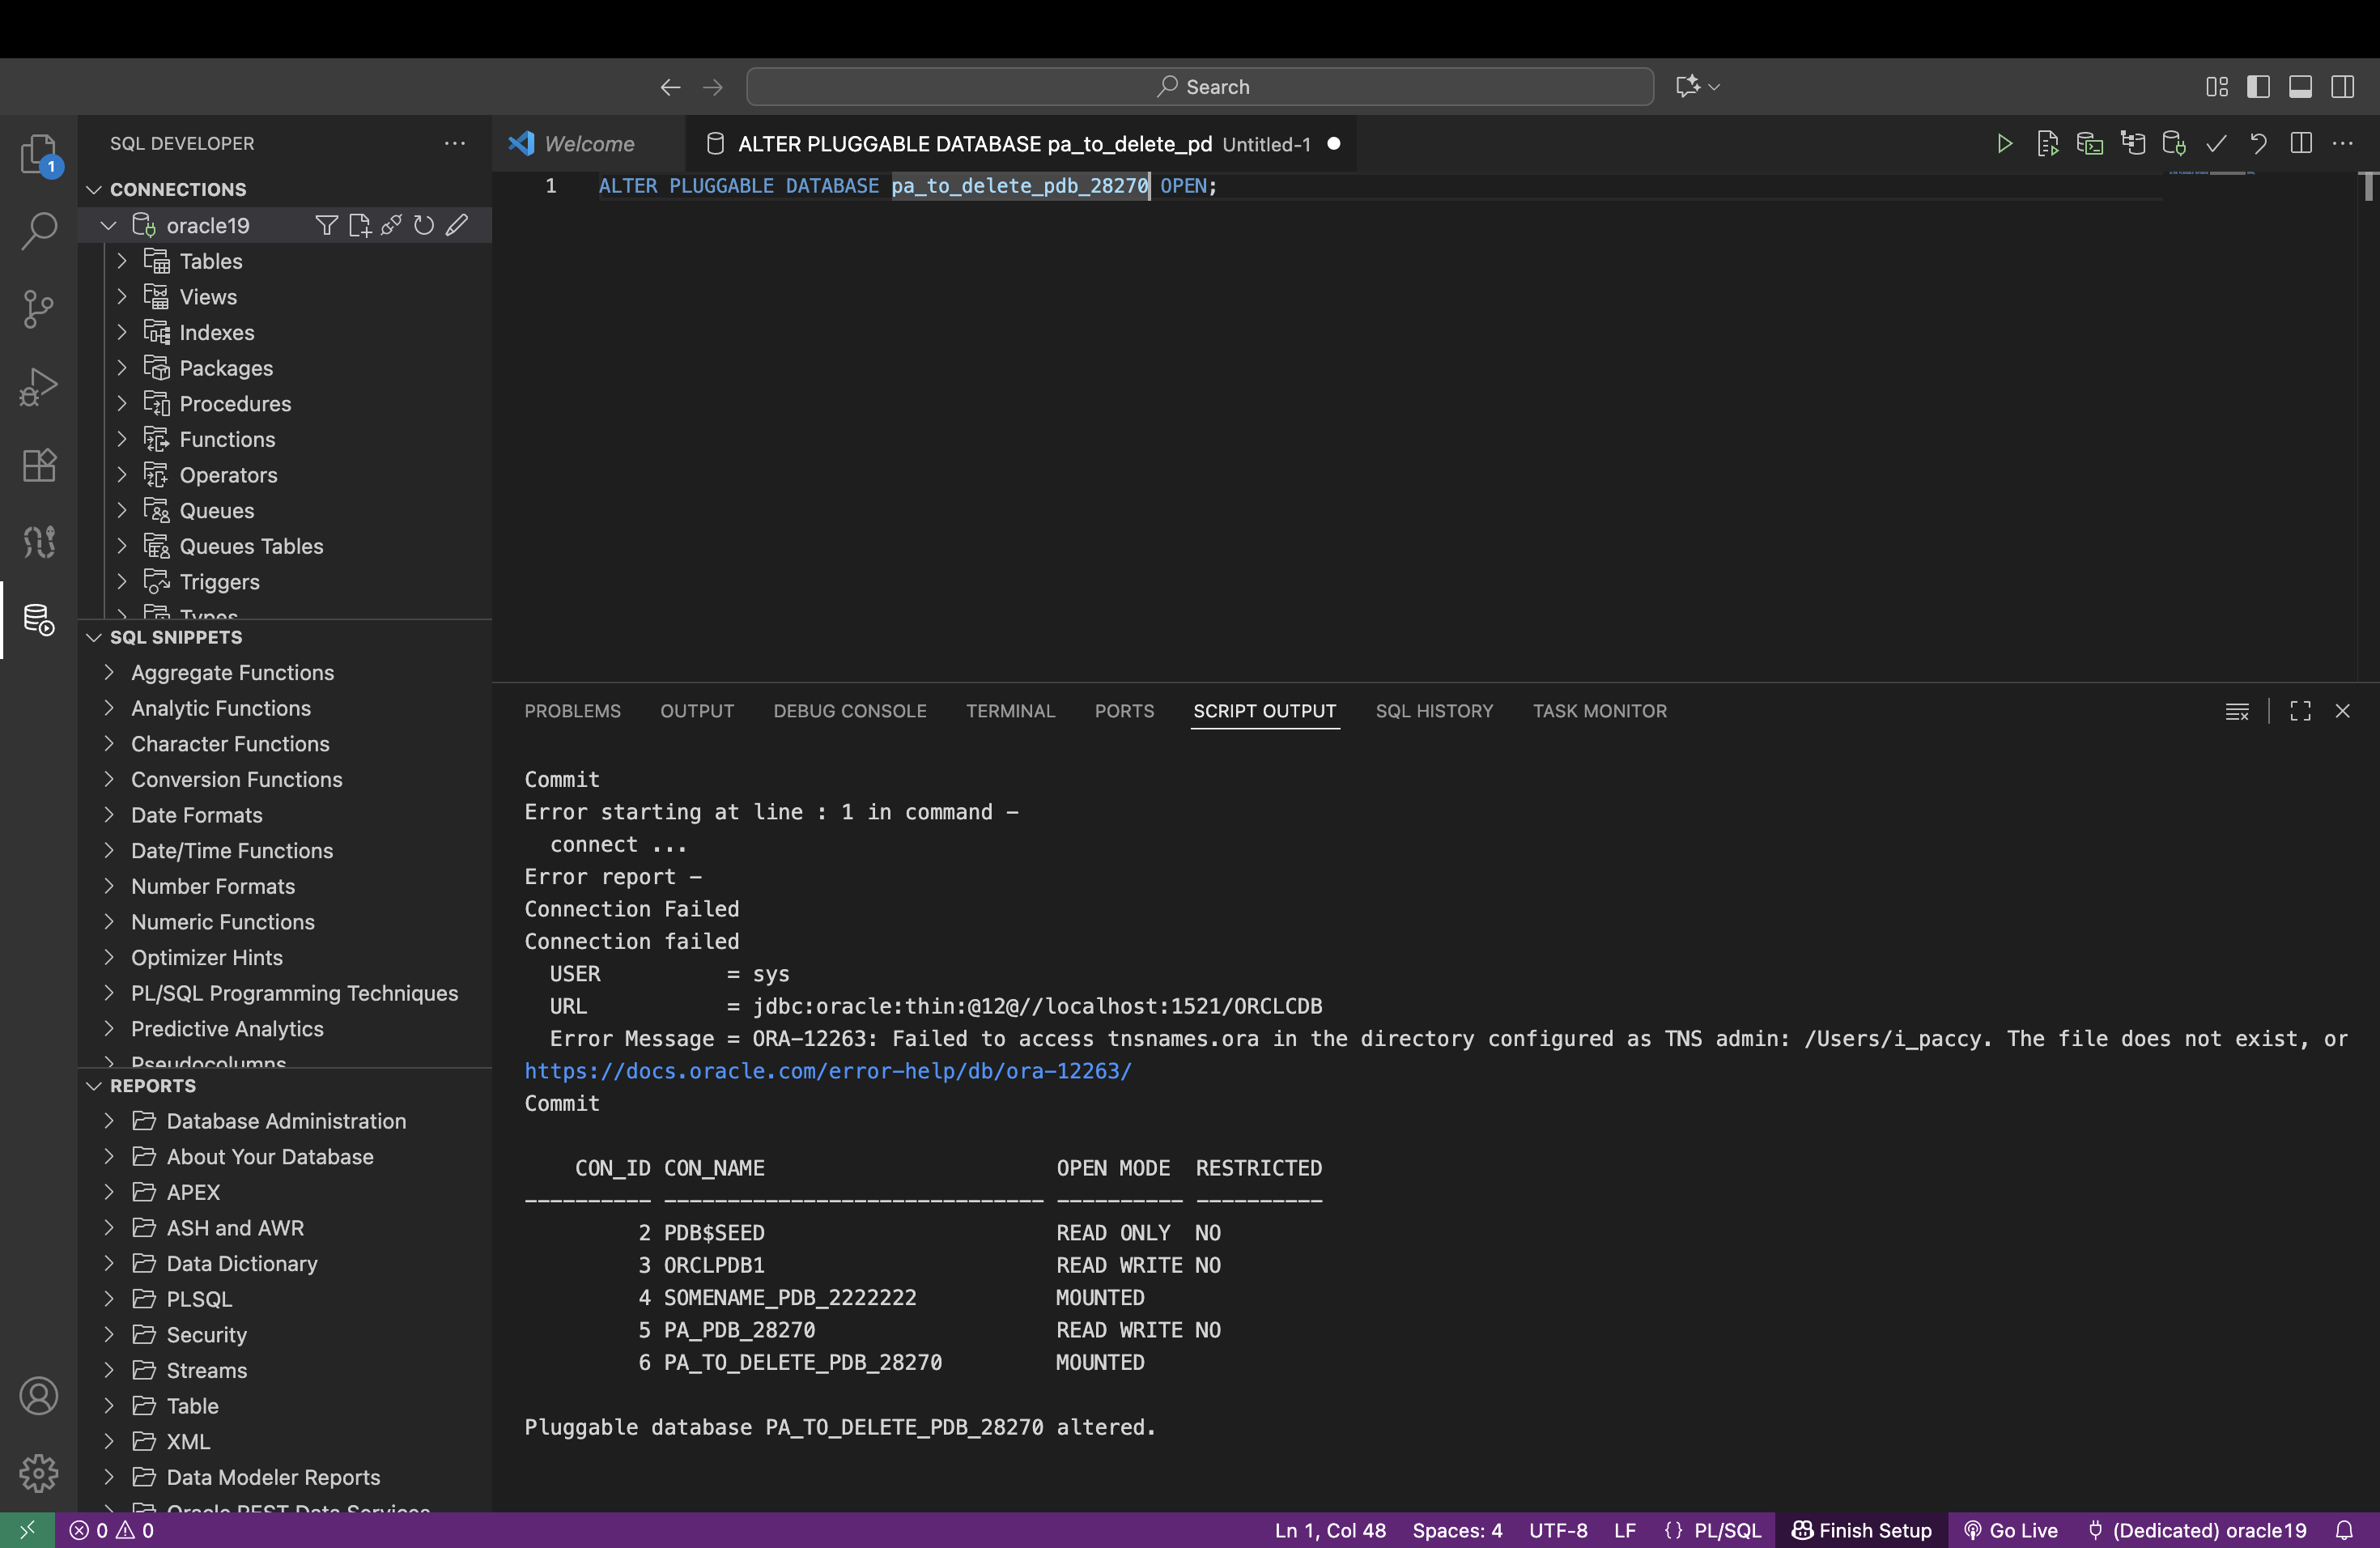 Search
SQL DEVELOPER
Welcome
ALTER PLUGGABLE DATABASE pa_to_delete_pd Untitled-1
1
CONNECTIONS
oracle19
Tables
Views
Indexes
Packages
Procedures
Functions
Operators
Queues
Queues Tables
Triggers
Types
SQL SNIPPETS
Aggregate Functions
Analytic Functions
Character Functions
Conversion Functions
Date Formats
Date/Time Functions
Number Formats
Numeric Functions
Optimizer Hints
PL/SQL Programming Techniques
Predictive Analytics
Pseudocolumns
REPORTS
Database Administration
About Your Database
APEX
ASH and AWR
Data Dictionary
PLSQL
Security
Streams
Table
XML
Data Modeler Reports
Oracle REST Data Services
1 ALTER PLUGGABLE DATABASE pa_to_delete_pdb_28270 OPEN;
PROBLEMS OUTPUT DEBUG CONSOLE TERMINAL PORTS SCRIPT OUTPUT SQL HISTORY TASK MONITOR
Commit
Error starting at line : 1 in command -
connect ...
Error report -
Connection Failed
Connection failed
USER = sys
URL = jdbc:oracle:thin:@12@//localhost:1521/ORCLCDB
Error Message = ORA-12263: Failed to access tnsnames.ora in the directory configured as TNS admin: /Users/i_paccy. The file does not exist, or
https://docs.oracle.com/error-help/db/ora-12263/
Commit
CON_ID CON_NAME OPEN MODE RESTRICTED
---------- ------------------------------ ---------- ----------
2 PDB$SEED READ ONLY NO
3 ORCLPDB1 READ WRITE NO
4 SOMENAME_PDB_2222222 MOUNTED
5 PA_PDB_28270 READ WRITE NO
6 PA_TO_DELETE_PDB_28270 MOUNTED
Pluggable database PA_TO_DELETE_PDB_28270 altered.
0 0 Ln 1, Col 48 Spaces: 4 UTF-8 LF {} PL/SQL Finish Setup Go Live (Dedicated) oracle19